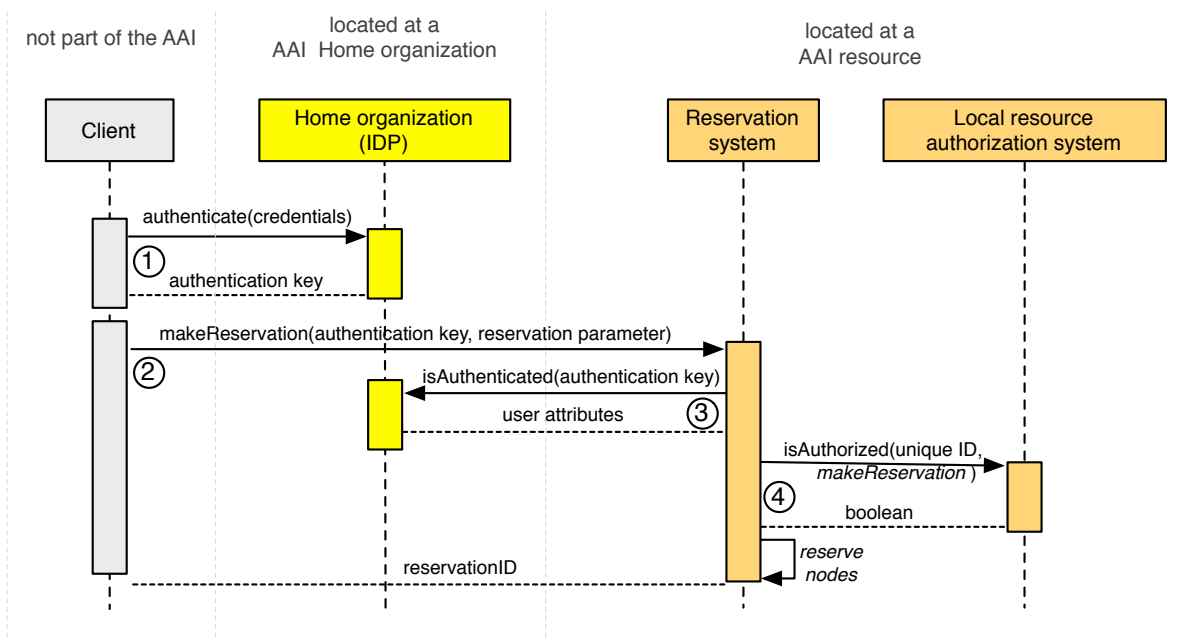 not part of the AAI
located at a
AAI  Home organization
located at a
AAI resource
Client
Home organization
(IDP)
Reservation
system
Local resource
authorization system
authenticate(credentials)
1
authentication key
makeReservation(authentication key, reservation parameter)
2
isAuthenticated(authentication key)
user attributes
3
isAuthorized(unique ID,
makeReservation )
4
boolean
reserve
nodes
reservationID